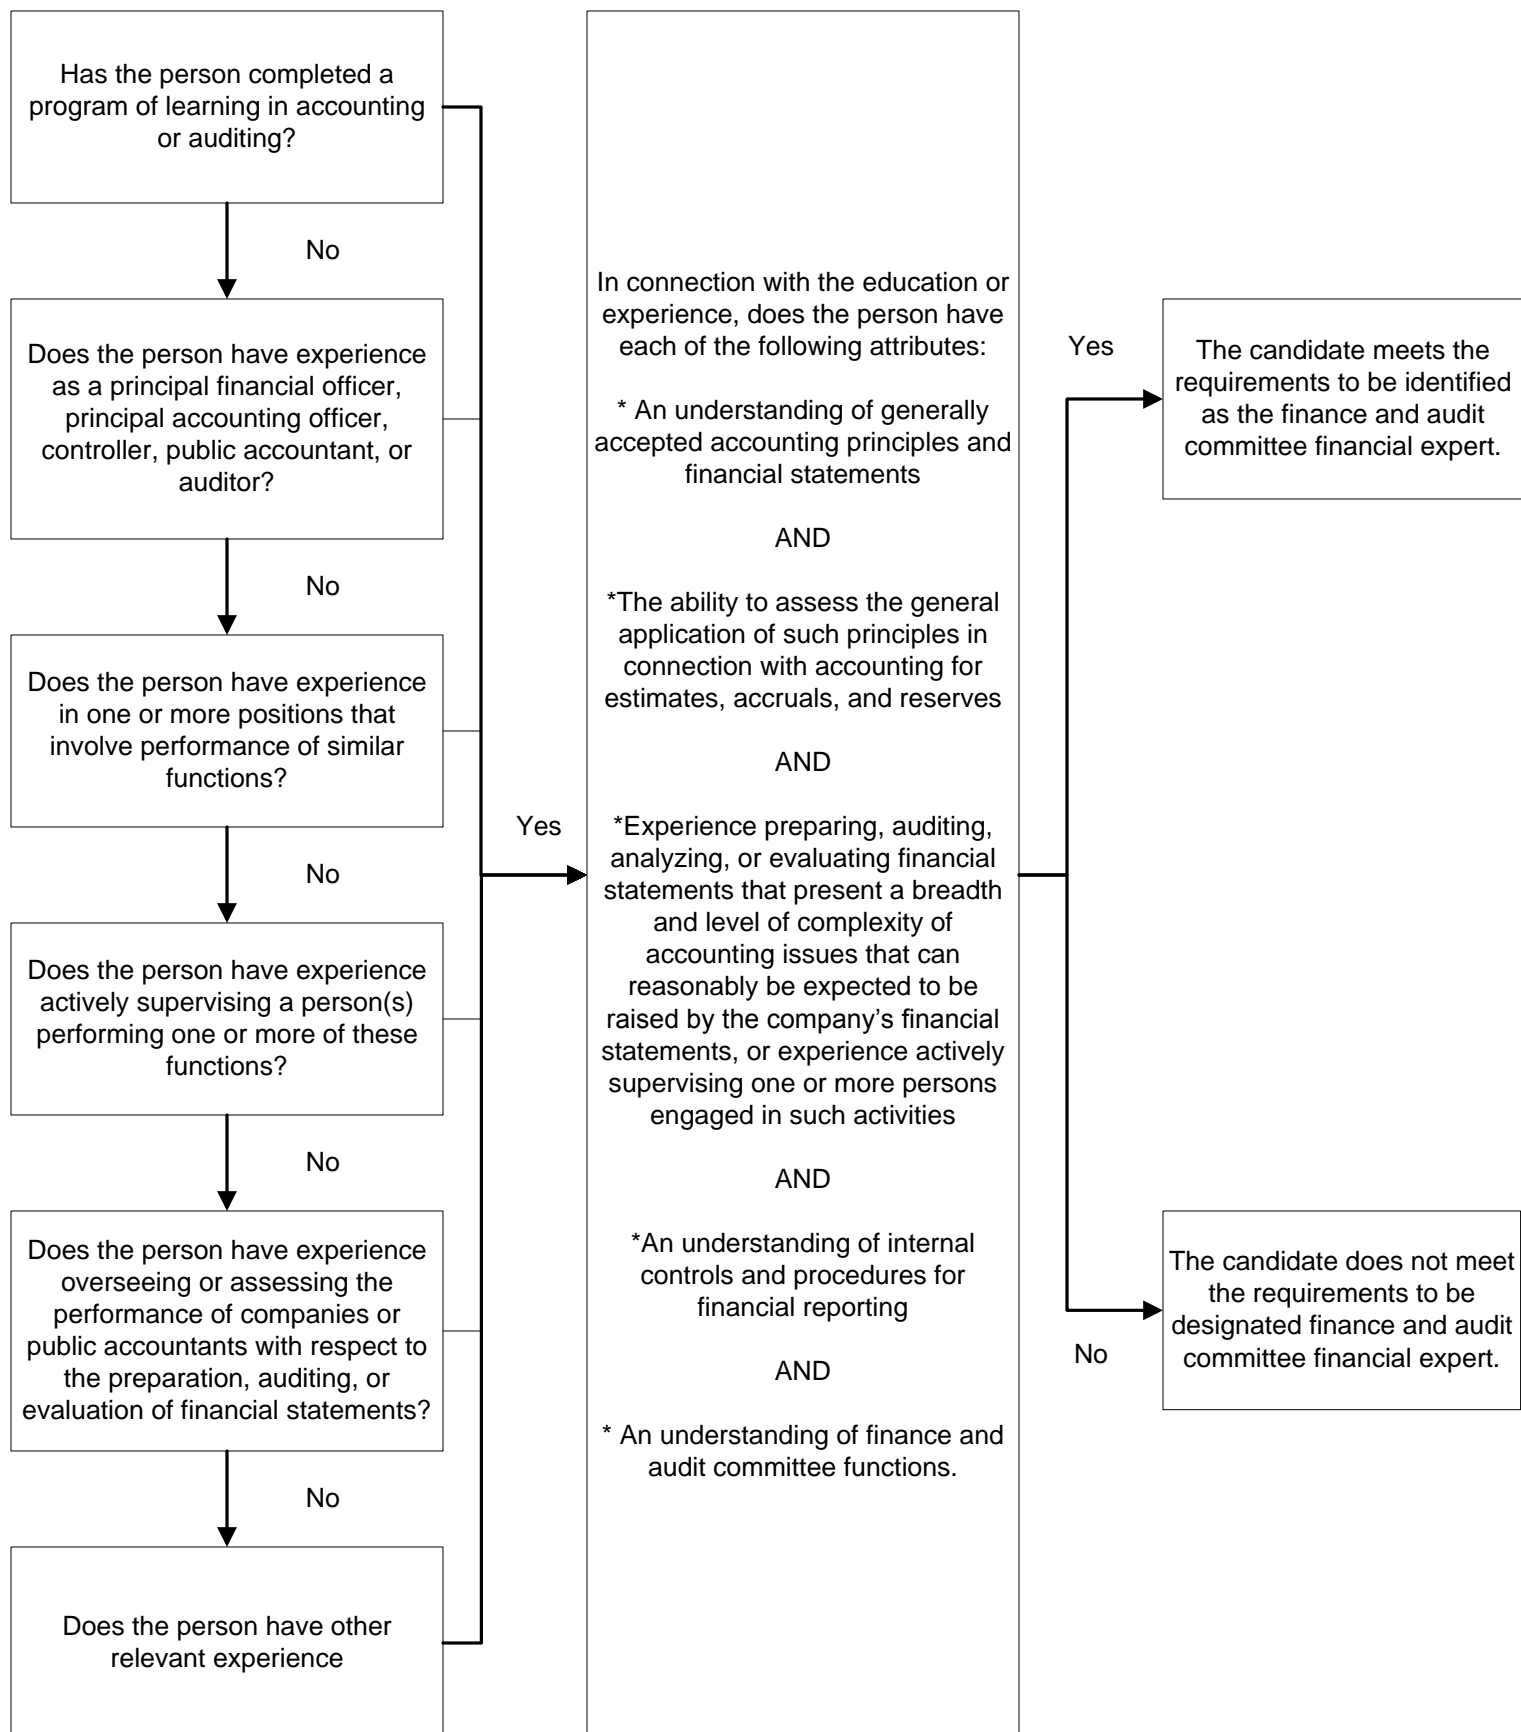 Has the person completed a
program of learning in accounting
or auditing?
No
Does the person have experience
as a principal financial officer,
principal accounting officer,
controller, public accountant, or
auditor?
No
Does the person have experience
in one or more positions that
involve performance of similar
functions?
No
Does the person have experience
actively supervising a person(s)
performing one or more of these
functions?
No
Does the person have experience
overseeing or assessing the
performance of companies or
public accountants with respect to
the preparation, auditing, or
evaluation of financial statements?
No
Does the person have other
relevant experience
Yes
In connection with the education or
experience, does the person have
each of the following attributes:
* An understanding of generally
accepted accounting principles and
financial statements
AND
*The ability to assess the general
application of such principles in
connection with accounting for
estimates, accruals, and reserves
AND
*Experience preparing, auditing,
analyzing, or evaluating financial
statements that present a breadth
and level of complexity of
accounting issues that can
reasonably be expected to be
raised by the company’s financial
statements, or experience actively
supervising one or more persons
engaged in such activities
AND
*An understanding of internal
controls and procedures for
financial reporting
AND
* An understanding of finance and
audit committee functions.
Yes
The candidate meets the
requirements to be identified
as the finance and audit
committee financial expert.
No
The candidate does not meet
the requirements to be
designated finance and audit
committee financial expert.